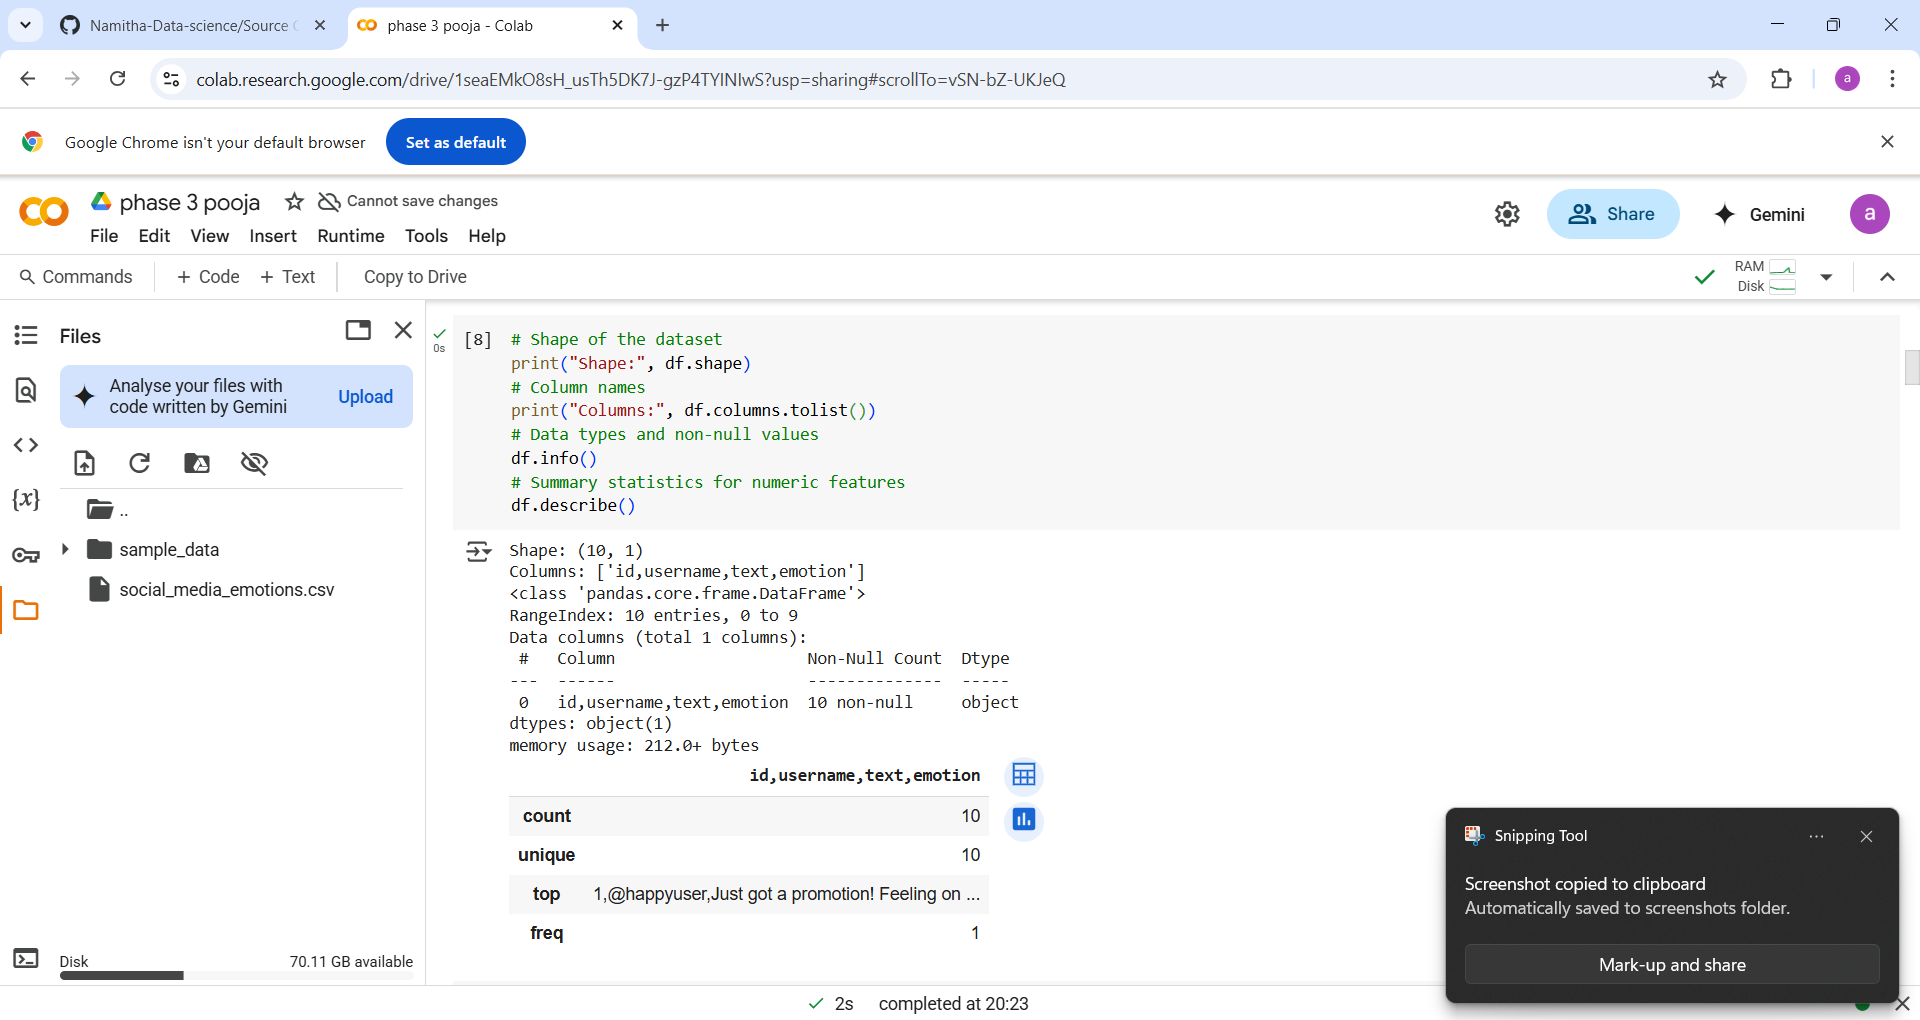 Namitha-Data-science/Source
phase 3 pooja - Colab
colab.research.google.com/drive/1seaEMkO8sH_usTh5DK7J-gzP4TYINIwS?usp=sharing#scrollTo=vSN-bZ-UKJeQ
a
Google Chrome isn't your default browser
Set as default
phase 3 pooja
Cannot save changes
File Edit View Insert Runtime Tools Help
Share
Gemini
a
Commands
+ Code + Text
Copy to Drive
RAM
Disk
Files
Analyse your files with
code written by Gemini
Upload
{x}
..
sample_data
social_media_emotions.csv
Disk
70.11 GB available
0s
[8]
# Shape of the dataset
print("Shape:", df.shape)
# Column names
print("Columns:", df.columns.tolist())
# Data types and non-null values
df.info()
# Summary statistics for numeric features
df.describe()
Shape: (10, 1)
Columns: ['id,username,text,emotion']
<class 'pandas.core.frame.DataFrame'>
RangeIndex: 10 entries, 0 to 9
Data columns (total 1 columns):
 #   Column                    Non-Null Count  Dtype
---  ------                    --------------  -----
 0   id,username,text,emotion  10 non-null     object
dtypes: object(1)
memory usage: 212.0+ bytes
id,username,text,emotion
count 10
unique 10
top 1,@happyuser,Just got a promotion! Feeling on ...
freq 1
Snipping Tool
Screenshot copied to clipboard
Automatically saved to screenshots folder.
Mark-up and share
2s completed at 20:23